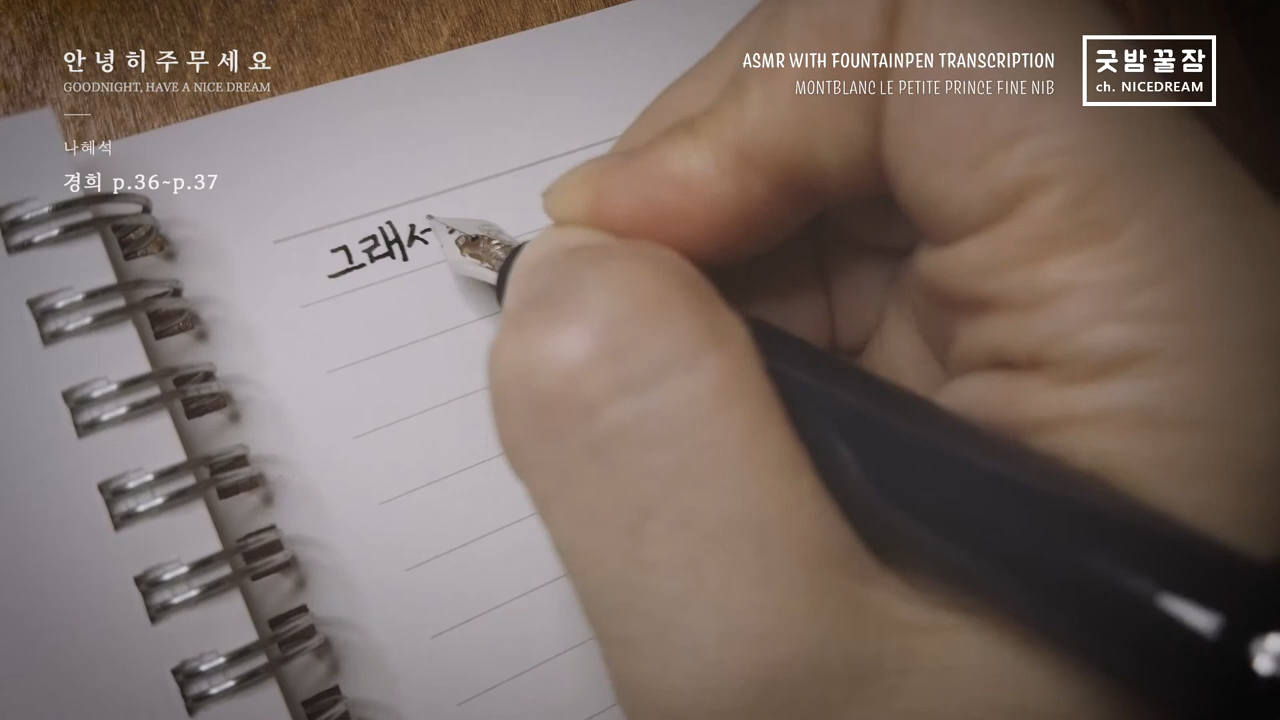 안녕히주무세요
GOODNIGHT, HAVE A NICE DREAM
나혜석
경희 p.36~p.37
ASMR WITH FOUNTAINPEN TRANSCRIPTION
MONTBLANC LE PETITE PRINCE FINE NIB
굿밤꿀잠
ch. NICEDREAM
그래서